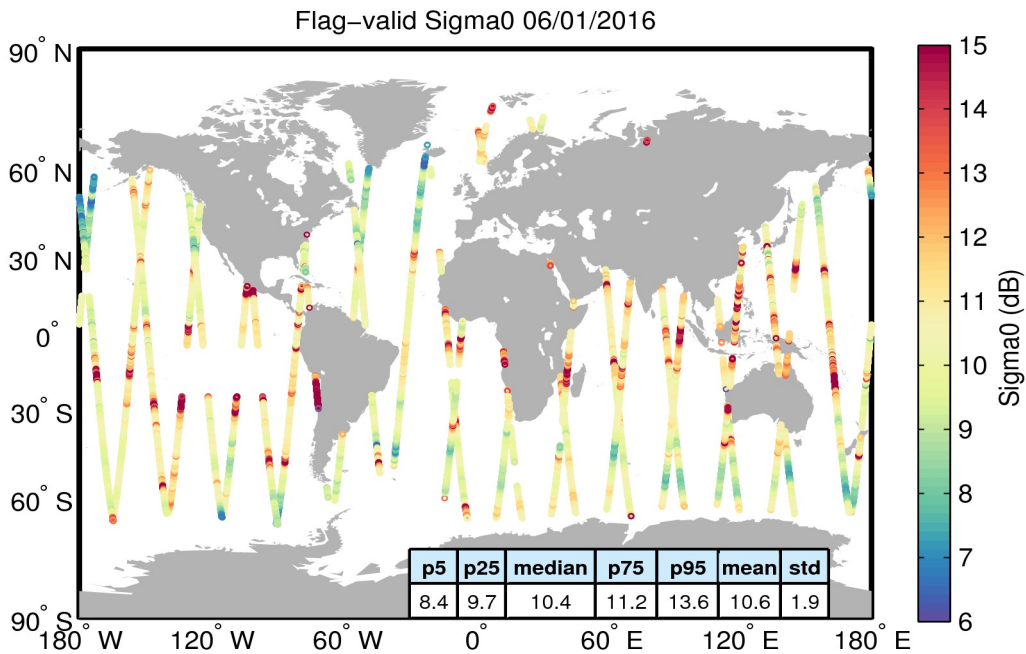 Flag−valid Sigma0 06/01/2016
90° N
60° N
30° N
0°
30° S
60° S
90° S
180° W
120° W
60° W
0°
60° E
120° E
180° E
15
14
13
12
11
10
9
8
7
6
Sigma0 (dB)
p5 p25 median p75 p95 mean std
8.4 9.7 10.4 11.2 13.6 10.6 1.9